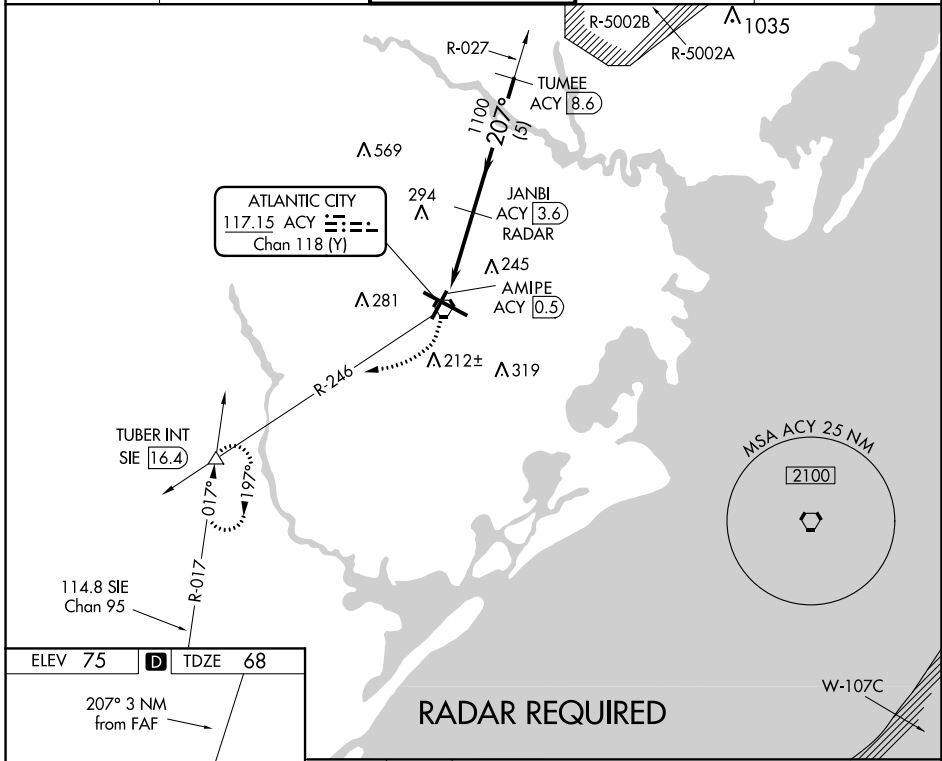 R-5002B
1035
R-5002A
R-027
TUMEE
ACY 8.6
1100
207°
(5)
569
ATLANTIC CITY
117.15 ACY
Chan 118 (Y)
294
JANBI
ACY 3.6
RADAR
245
AMIPE
ACY 0.5
281
212±
319
R-246
TUBER INT
SIE 16.4
017°
197°
R-017
114.8 SIE
Chan 95
MSA ACY 25 NM
2100
ELEV 75 D TDZE 68
207° 3 NM
from FAF
RADAR REQUIRED
W-107C